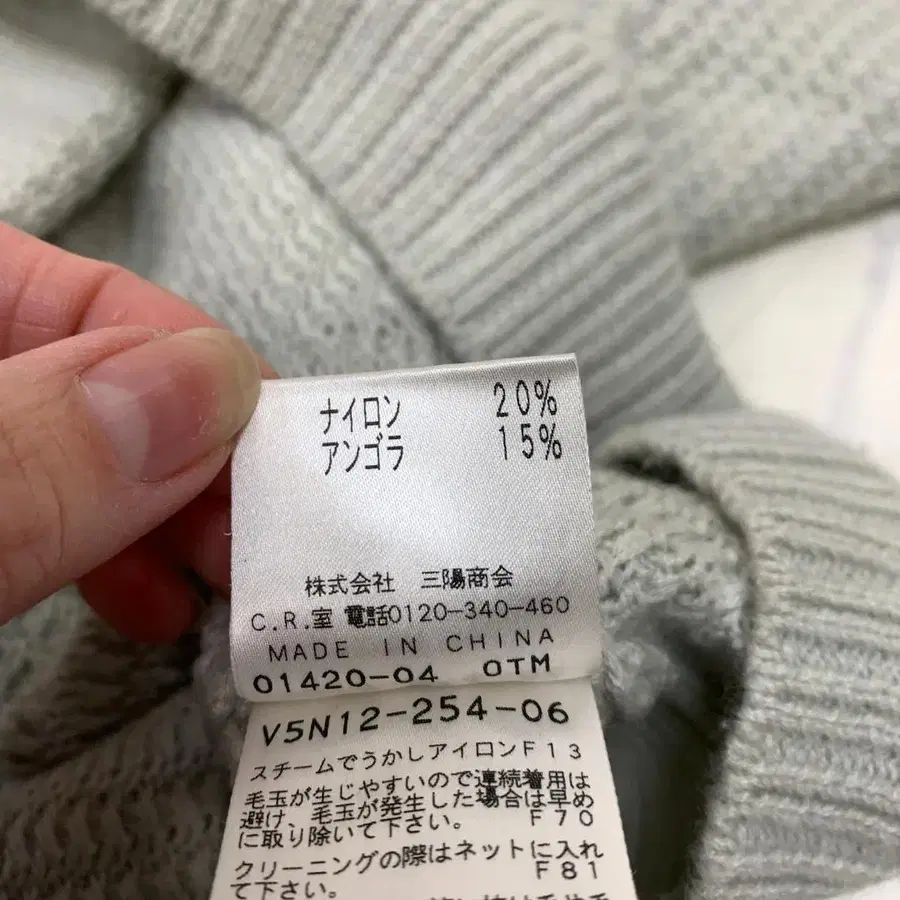 ナイロン 20%
アンゴラ 15%
株式会社 三陽商会
C.R.室 電話0120-340-460
MADE IN CHINA
01420-04 OTM
V5N12-254-06
スチームでうかしアイロンF13
毛玉が生じやすいので連続着用は
避け、毛玉が発生した場合は早め
に取り除いて下さい。 F70
クリーニングの際はネットに入れ
て下さい。 F81